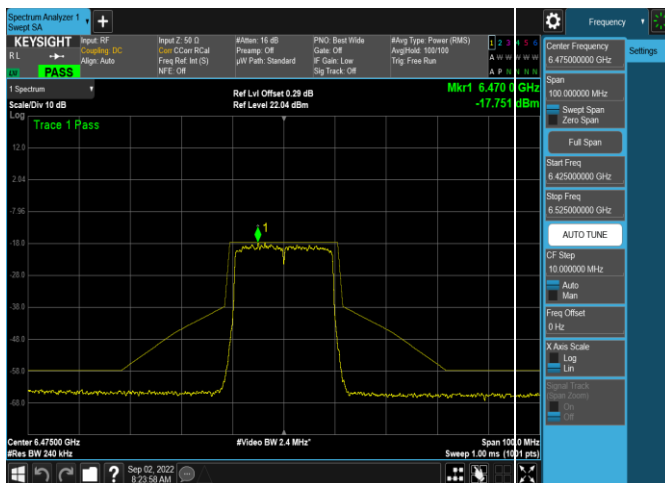 Spectrum Analyzer 1
Swept SA
Frequency
KEYSIGHT
R L
LW
PASS
Input: RF
Coupling: DC
Align: Auto
Input Z: 50 Ω
Corr CCorr RCal
Freq Ref: Int (S)
NFE: Off
#Atten: 16 dB
Preamp: Off
µW Path: Standard
PNO: Best Wide
Gate: Off
IF Gain: Low
Sig Track: Off
#Avg Type: Power (RMS)
Avg|Hold: 100/100
Trig: Free Run
1 2 3 4 5 6
A W W W W W
A P N N N N
1 Spectrum
Scale/Div 10 dB
Log
Ref Lvl Offset 0.29 dB
Ref Level 22.04 dBm
Mkr1 6.470 0 GHz
-17.751 dBm
Trace 1 Pass
12.0
2.04
-7.96
-18.0
-28.0
-38.0
-58.0
-68.0
1
Center 6.47500 GHz
#Res BW 240 kHz
#Video BW 2.4 MHz*
Span 100.0 MHz
Sweep 1.00 ms (1001 pts)
Sep 02, 2022
8:23:58 AM
Center Frequency
6.475000000 GHz
Settings
Span
100.000000 MHz
Swept Span
Zero Span
Full Span
Start Freq
6.425000000 GHz
Stop Freq
6.525000000 GHz
AUTO TUNE
CF Step
10.000000 MHz
Auto
Man
Freq Offset
0 Hz
X Axis Scale
Log
Lin
Signal Track
(Span Zoom)
On
Off